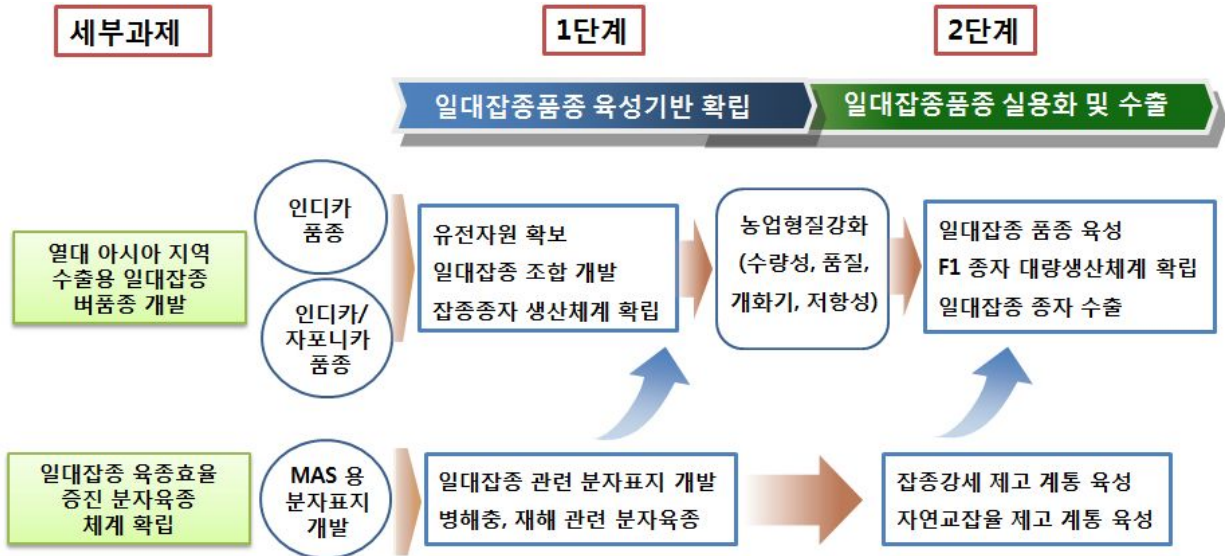 세부과제
1단계
2단계
일대잡종품종 육성기반 확립
일대잡종품종 실용화 및 수출
열대 아시아 지역
수출용 일대잡종
벼품종 개발
인디카
품종
인디카/
자포니카
품종
유전자원 확보
일대잡종 조합 개발
잡종종자 생산체계 확립
농업형질강화
(수량성, 품질,
개화기, 저항성)
일대잡종 품종 육성
F1 종자 대량생산체계 확립
일대잡종 종자 수출
일대잡종 육종효율
증진 분자육종
체계 확립
MAS 용
분자표지
개발
일대잡종 관련 분자표지 개발
병해충, 재해 관련 분자육종
잡종강세 제고 계통 육성
자연교잡율 제고 계통 육성